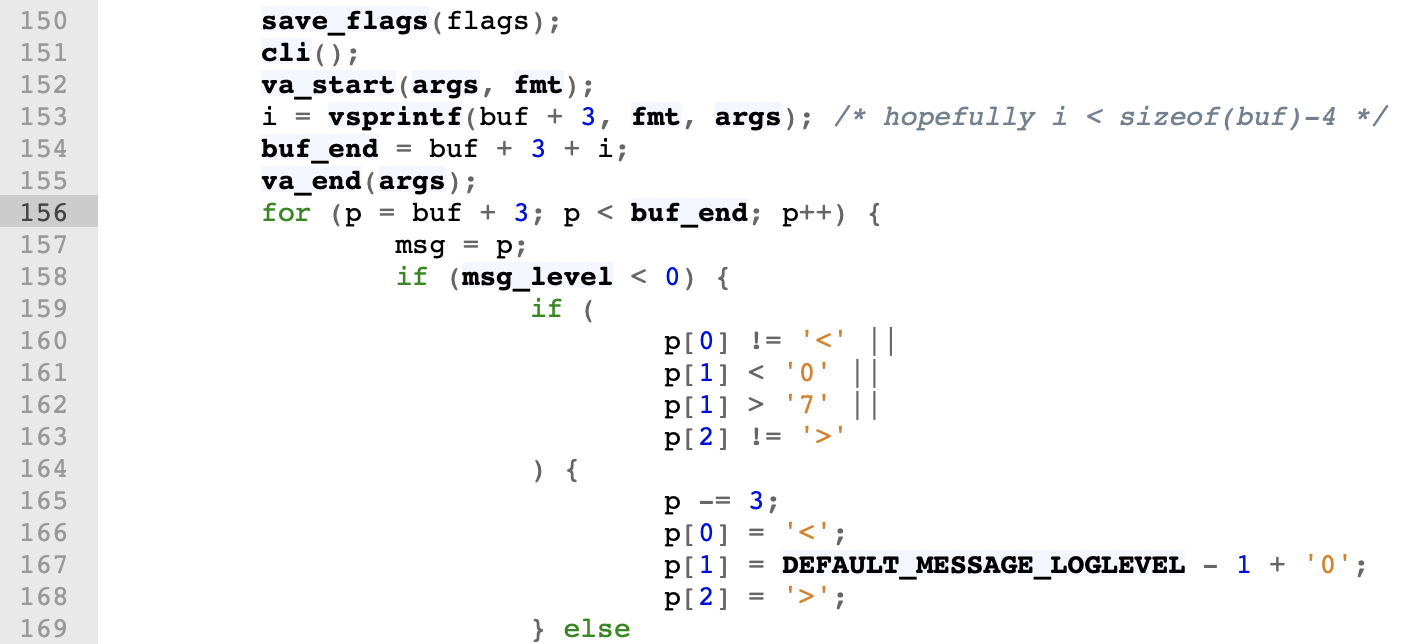 150 save_flags(flags);
151 cli();
152 va_start(args, fmt);
153 i = vsprintf(buf + 3, fmt, args); /* hopefully i < sizeof(buf)-4 */
154 buf_end = buf + 3 + i;
155 va_end(args);
156 for (p = buf + 3; p < buf_end; p++) {
157 msg = p;
158 if (msg_level < 0) {
159 if (
160 p[0] != '<' ||
161 p[1] < '0' ||
162 p[1] > '7' ||
163 p[2] != '>'
164 ) {
165 p -= 3;
166 p[0] = '<';
167 p[1] = DEFAULT_MESSAGE_LOGLEVEL - 1 + '0';
168 p[2] = '>';
169 } else